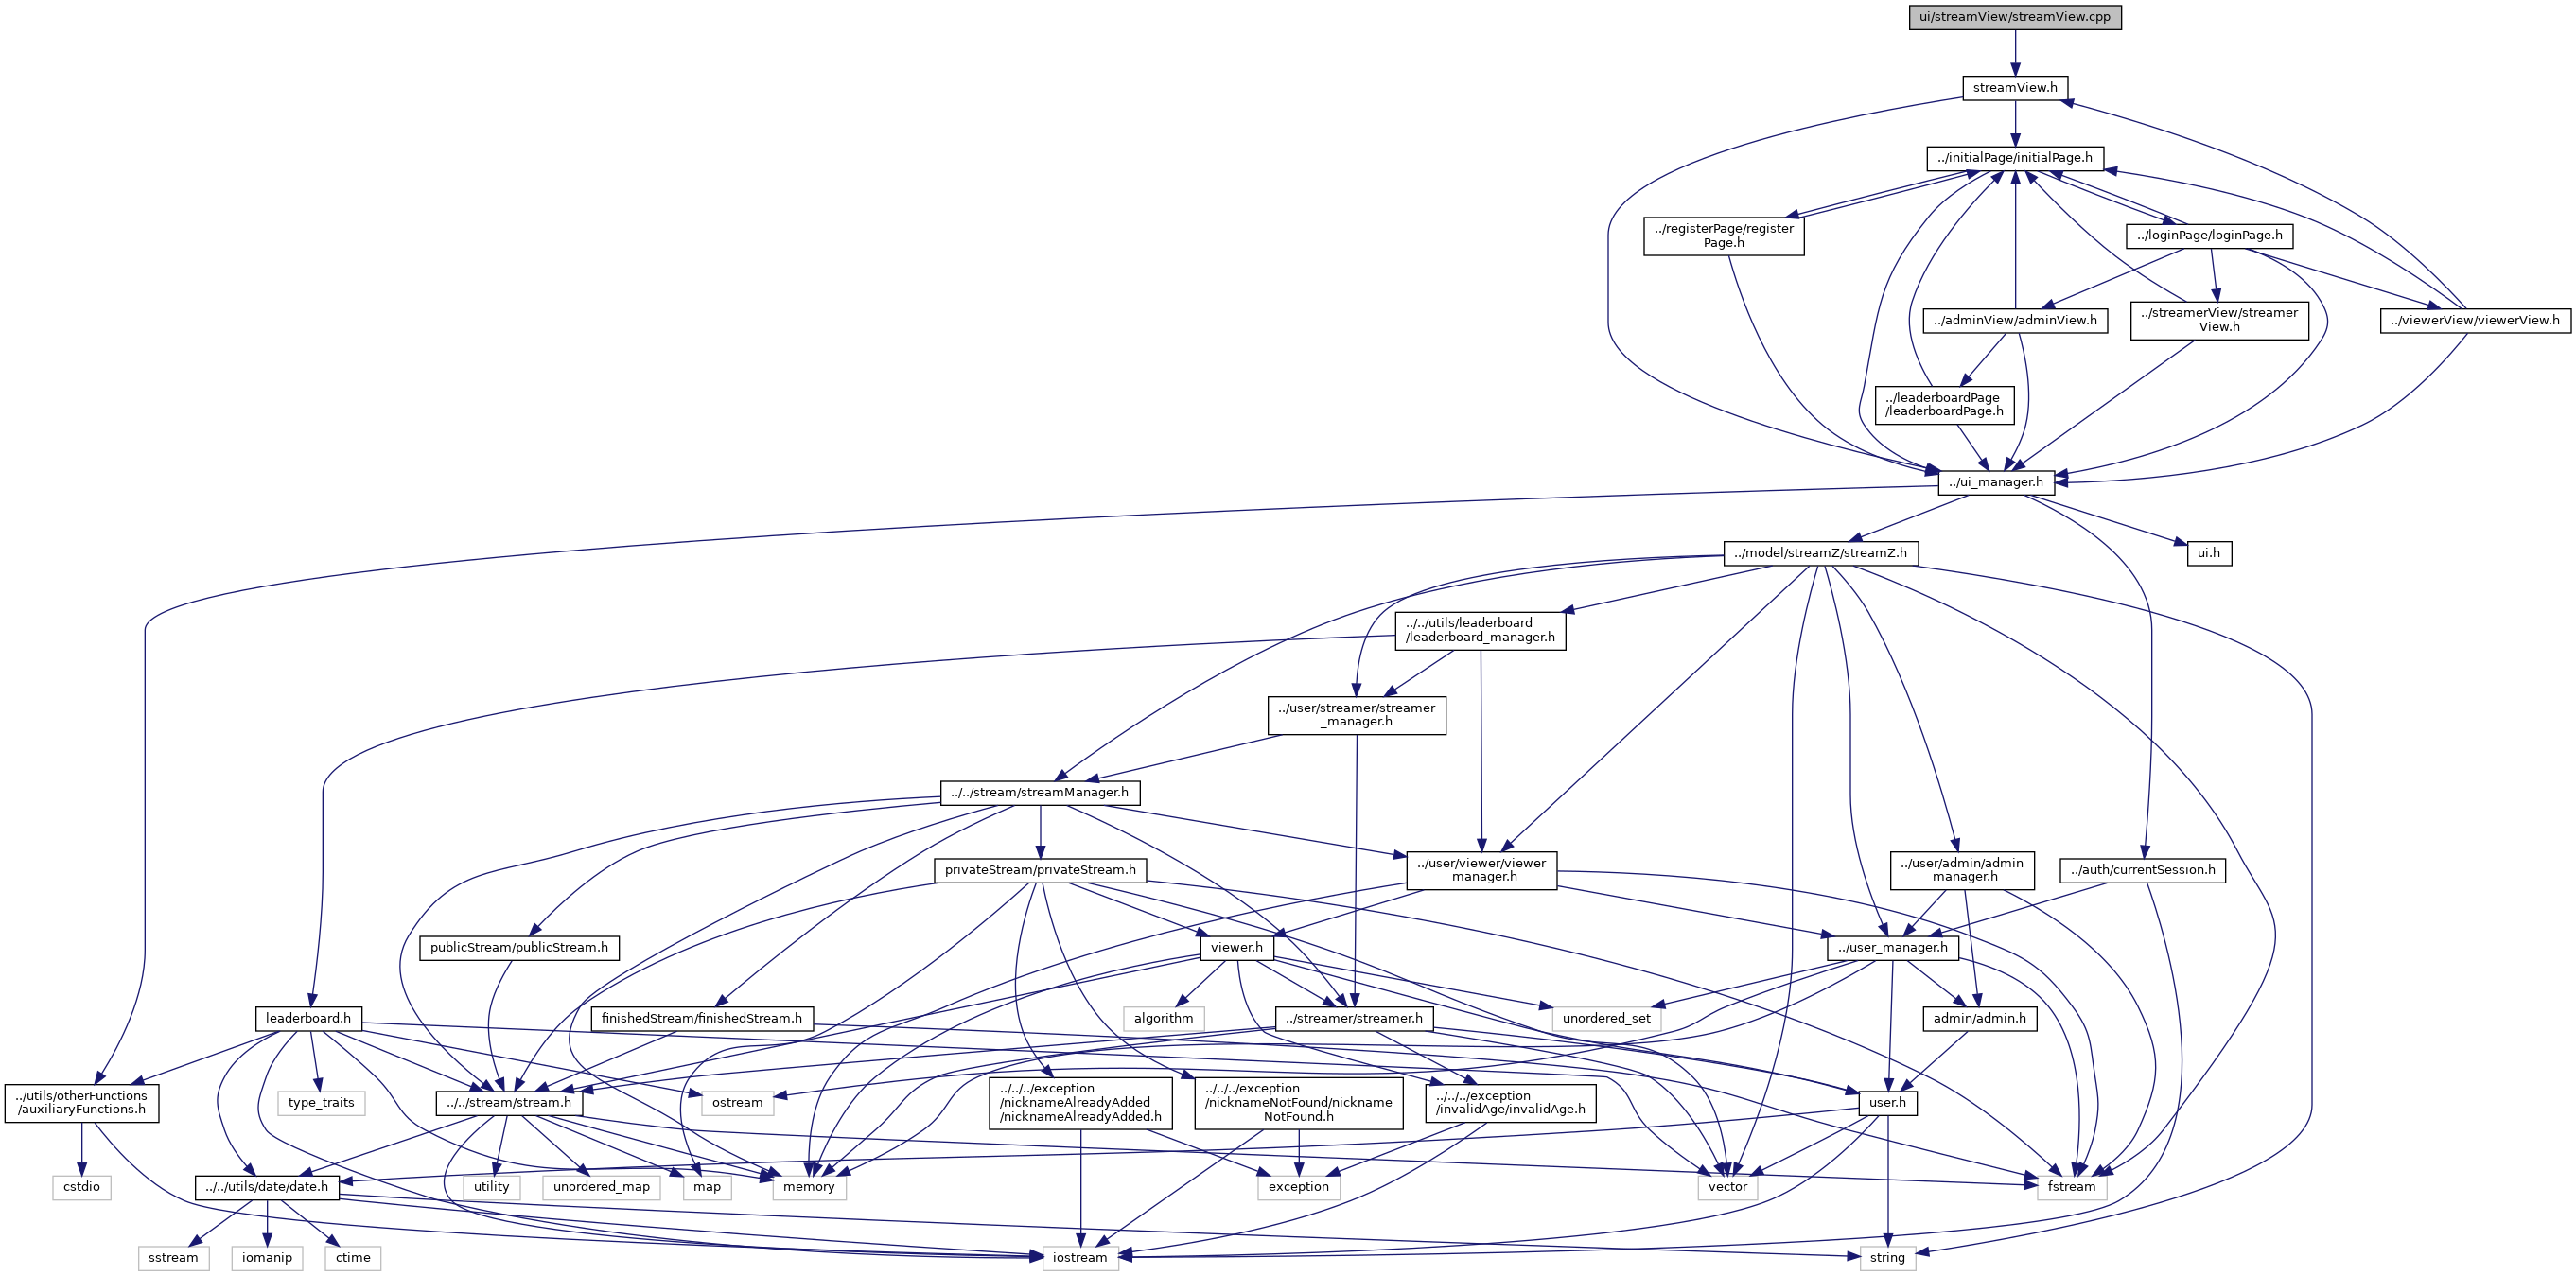 ui/streamView/streamView.cpp
streamView.h
../initialPage/initialPage.h
../registerPage/register
Page.h
../loginPage/loginPage.h
../adminView/adminView.h
../streamerView/streamer
View.h
../viewerView/viewerView.h
../leaderboardPage
/leaderboardPage.h
../ui_manager.h
../model/streamZ/streamZ.h
ui.h
../../utils/leaderboard
/leaderboard_manager.h
../user/streamer/streamer
_manager.h
../../stream/streamManager.h
privateStream/privateStream.h
../user/viewer/viewer
_manager.h
../user/admin/admin
_manager.h
../auth/currentSession.h
publicStream/publicStream.h
viewer.h
../user_manager.h
leaderboard.h
finishedStream/finishedStream.h
algorithm
../streamer/streamer.h
unordered_set
admin/admin.h
../utils/otherFunctions
/auxiliaryFunctions.h
type_traits
../../stream/stream.h
ostream
../../../exception
/nicknameAlreadyAdded
/nicknameAlreadyAdded.h
../../../exception
/nicknameNotFound/nickname
NotFound.h
../../../exception
/invalidAge/invalidAge.h
user.h
cstdio
../../utils/date/date.h
utility
unordered_map
map
memory
exception
vector
fstream
sstream
iomanip
ctime
iostream
string